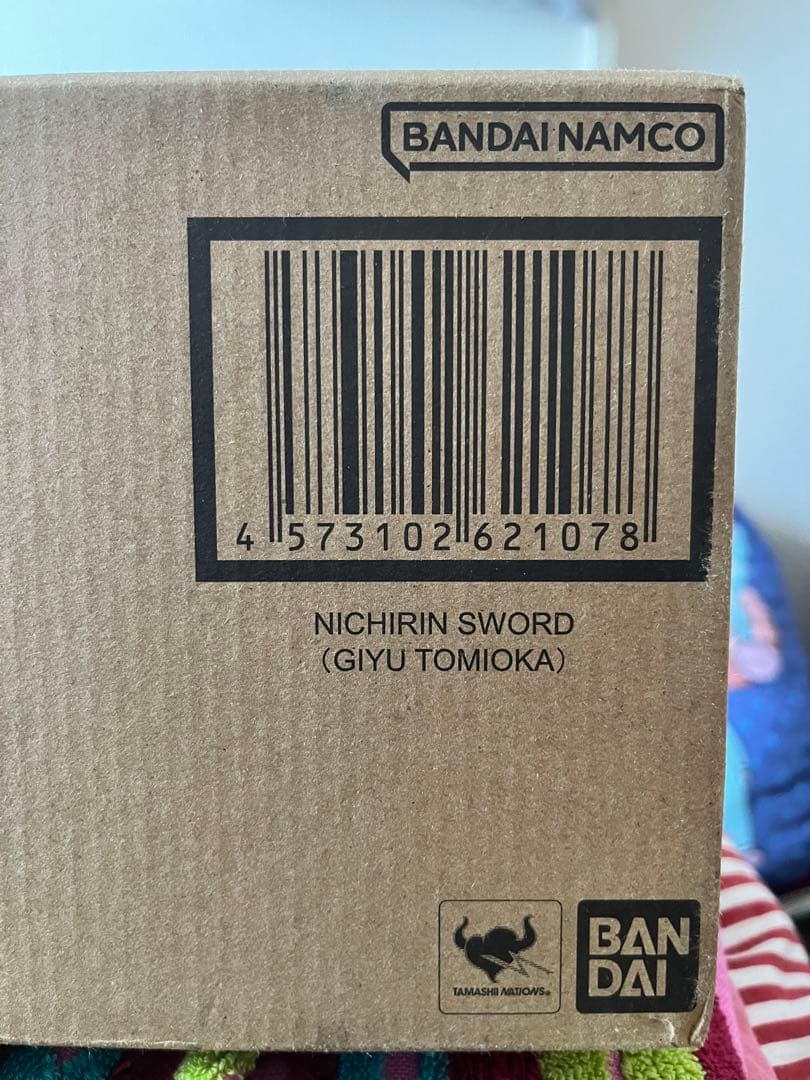 BANDAI NAMCO
4 573102 621078
NICHIRIN SWORD
（GIYU TOMIOKA）
TAMASHII NATIONS®
BAN
DAI